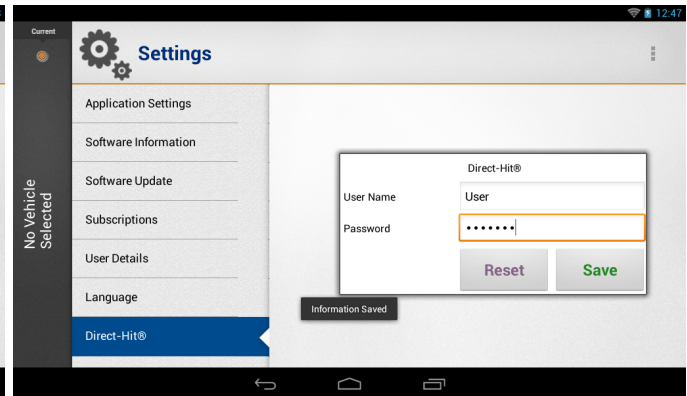 12:47
Current
Settings
No Vehicle
Selected
Application Settings
Software Information
Software Update
Subscriptions
User Details
Language
Direct-Hit®
Direct-Hit®
User Name
User
Password
•••••••
Reset
Save
Information Saved